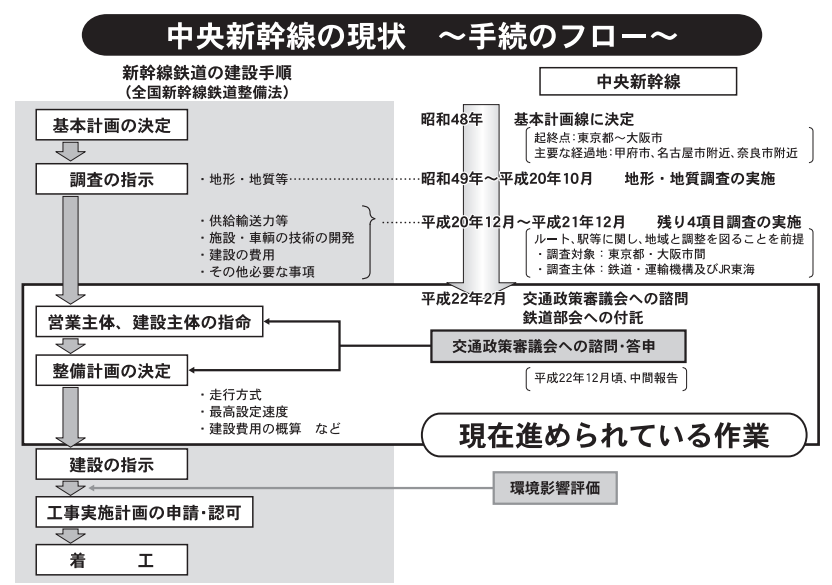 中央新幹線の現状　～手続のフロー～
新幹線鉄道の建設手順
（全国新幹線鉄道整備法）
中央新幹線
基本計画の決定
昭和48年　基本計画線に決定
起終点：東京都～大阪市
主要な経過地：甲府市、名古屋市附近、奈良市附近
調査の指示
・地形・地質等
昭和49年～平成20年10月　地形・地質調査の実施
・供給輸送力等
・施設・車輌の技術の開発
・建設の費用
・その他必要な事項
平成20年12月～平成21年12月　残り4項目調査の実施
ルート、駅等に関し、地域と調整を図ることを前提
・調査対象：東京都・大阪市間
・調査主体：鉄道・運輸機構及びJR東海
平成22年2月　交通政策審議会への諮問
鉄道部会への付託
営業主体、建設主体の指命
交通政策審議会への諮問・答申
整備計画の決定
平成22年12月頃、中間報告
・走行方式
・最高設定速度
・建設費用の概算　など
現在進められている作業
建設の指示
環境影響評価
工事実施計画の申請・認可
着　工